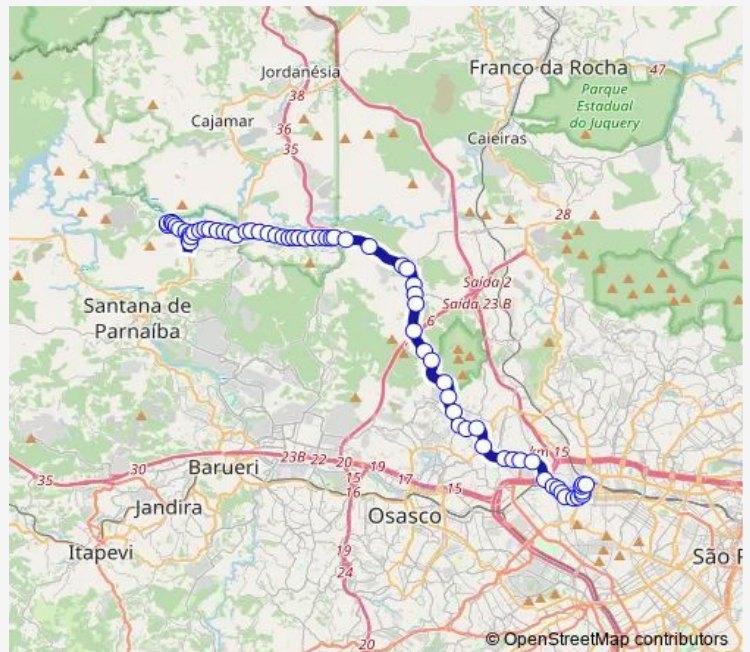 Jordanésia
Franco da Rocha
47
38
Parque
Estadual
do Juquery
Cajamar
36
Caieiras
35
28
Saída 2
Santana de
Parnaíba
Saída 23 B
6
km 15
35
30
23B
22
20
19
Barueri
15
17
15
16
Jandira
Osasco
Itapevi
19
24
São
20
© OpenStreetMap contributors